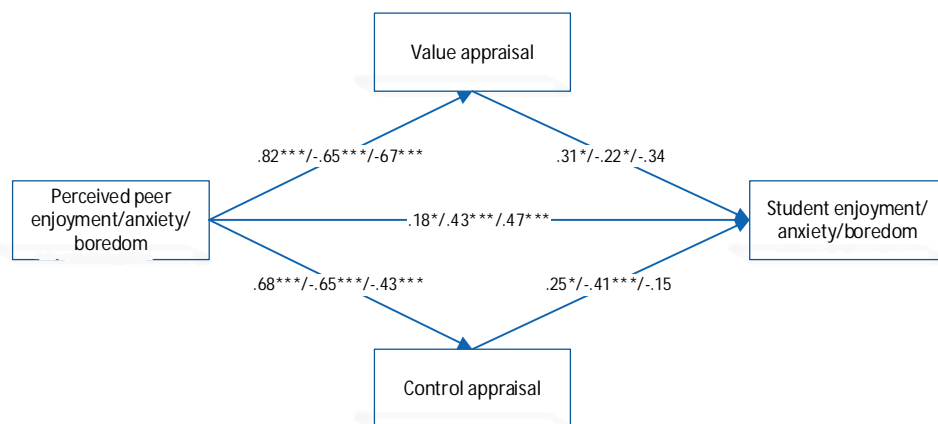 Value appraisal
.82***/-.65***/-67***
.31*/-.22*/-.34
Perceived peer
enjoyment/anxiety/
boredom
.18*/.43***/.47***
Student enjoyment/
anxiety/boredom
.68***/-.65***/-.43***
.25*/-.41***/-.15
Control appraisal